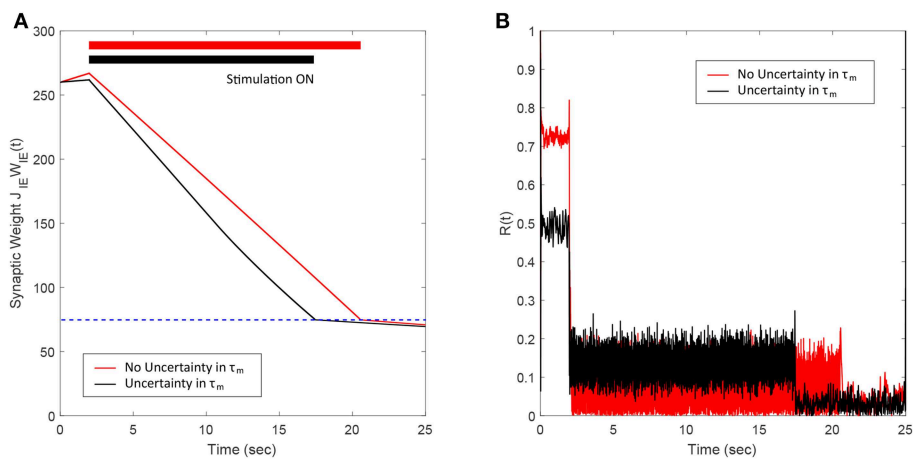 A
B
Stimulation ON
Synaptic Weight J_IE W_IE(t)
300
250
200
150
100
50
0
0 5 10 15 20 25
Time (sec)
No Uncertainty in τ_m
Uncertainty in τ_m
R(t)
1
0.9
0.8
0.7
0.6
0.5
0.4
0.3
0.2
0.1
0
0 5 10 15 20 25
Time (sec)
No Uncertainty in τ_m
Uncertainty in τ_m